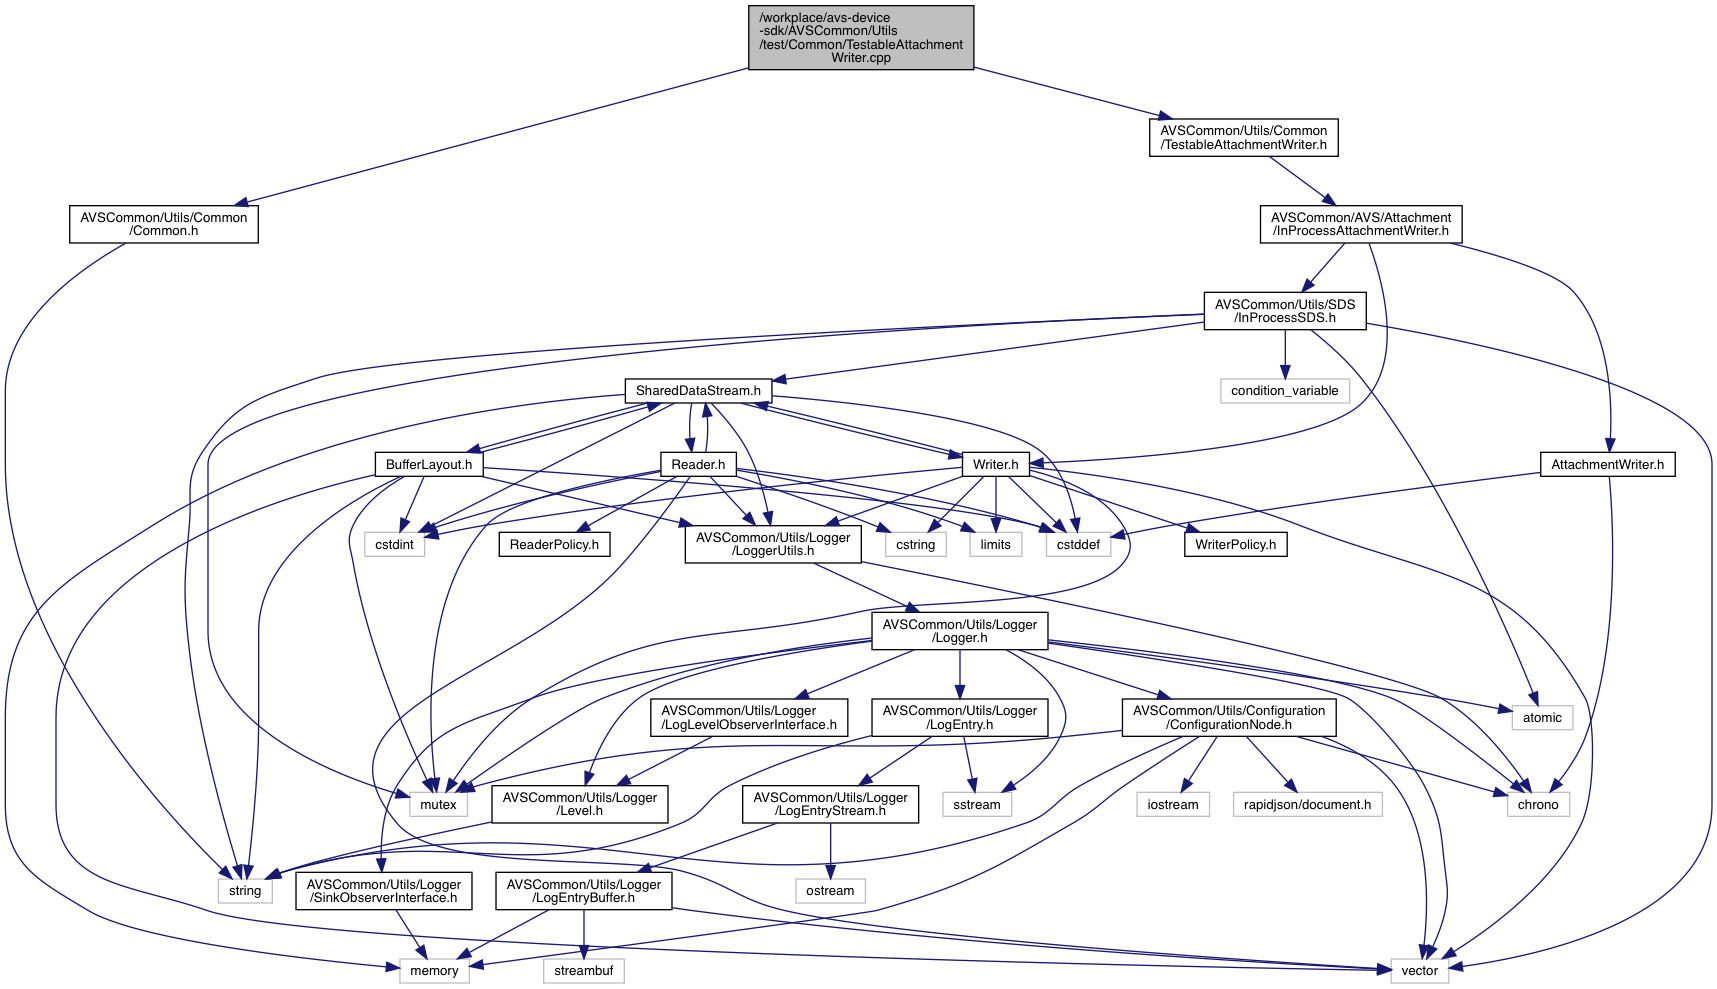 /workplace/avs-device
-sdk/AVSCommon/Utils
/test/Common/TestableAttachment
Writer.cpp
AVSCommon/Utils/Common
/TestableAttachmentWriter.h
AVSCommon/Utils/Common
/Common.h
AVSCommon/AVS/Attachment
/InProcessAttachmentWriter.h
AVSCommon/Utils/SDS
/InProcessSDS.h
SharedDataStream.h
condition_variable
BufferLayout.h
Reader.h
Writer.h
AttachmentWriter.h
cstdint
ReaderPolicy.h
AVSCommon/Utils/Logger
/LoggerUtils.h
cstring
limits
cstddef
WriterPolicy.h
AVSCommon/Utils/Logger
/Logger.h
AVSCommon/Utils/Logger
/LogLevelObserverInterface.h
AVSCommon/Utils/Logger
/LogEntry.h
AVSCommon/Utils/Configuration
/ConfigurationNode.h
atomic
mutex
AVSCommon/Utils/Logger
/Level.h
AVSCommon/Utils/Logger
/LogEntryStream.h
sstream
iostream
rapidjson/document.h
chrono
string
AVSCommon/Utils/Logger
/SinkObserverInterface.h
AVSCommon/Utils/Logger
/LogEntryBuffer.h
ostream
memory
streambuf
vector